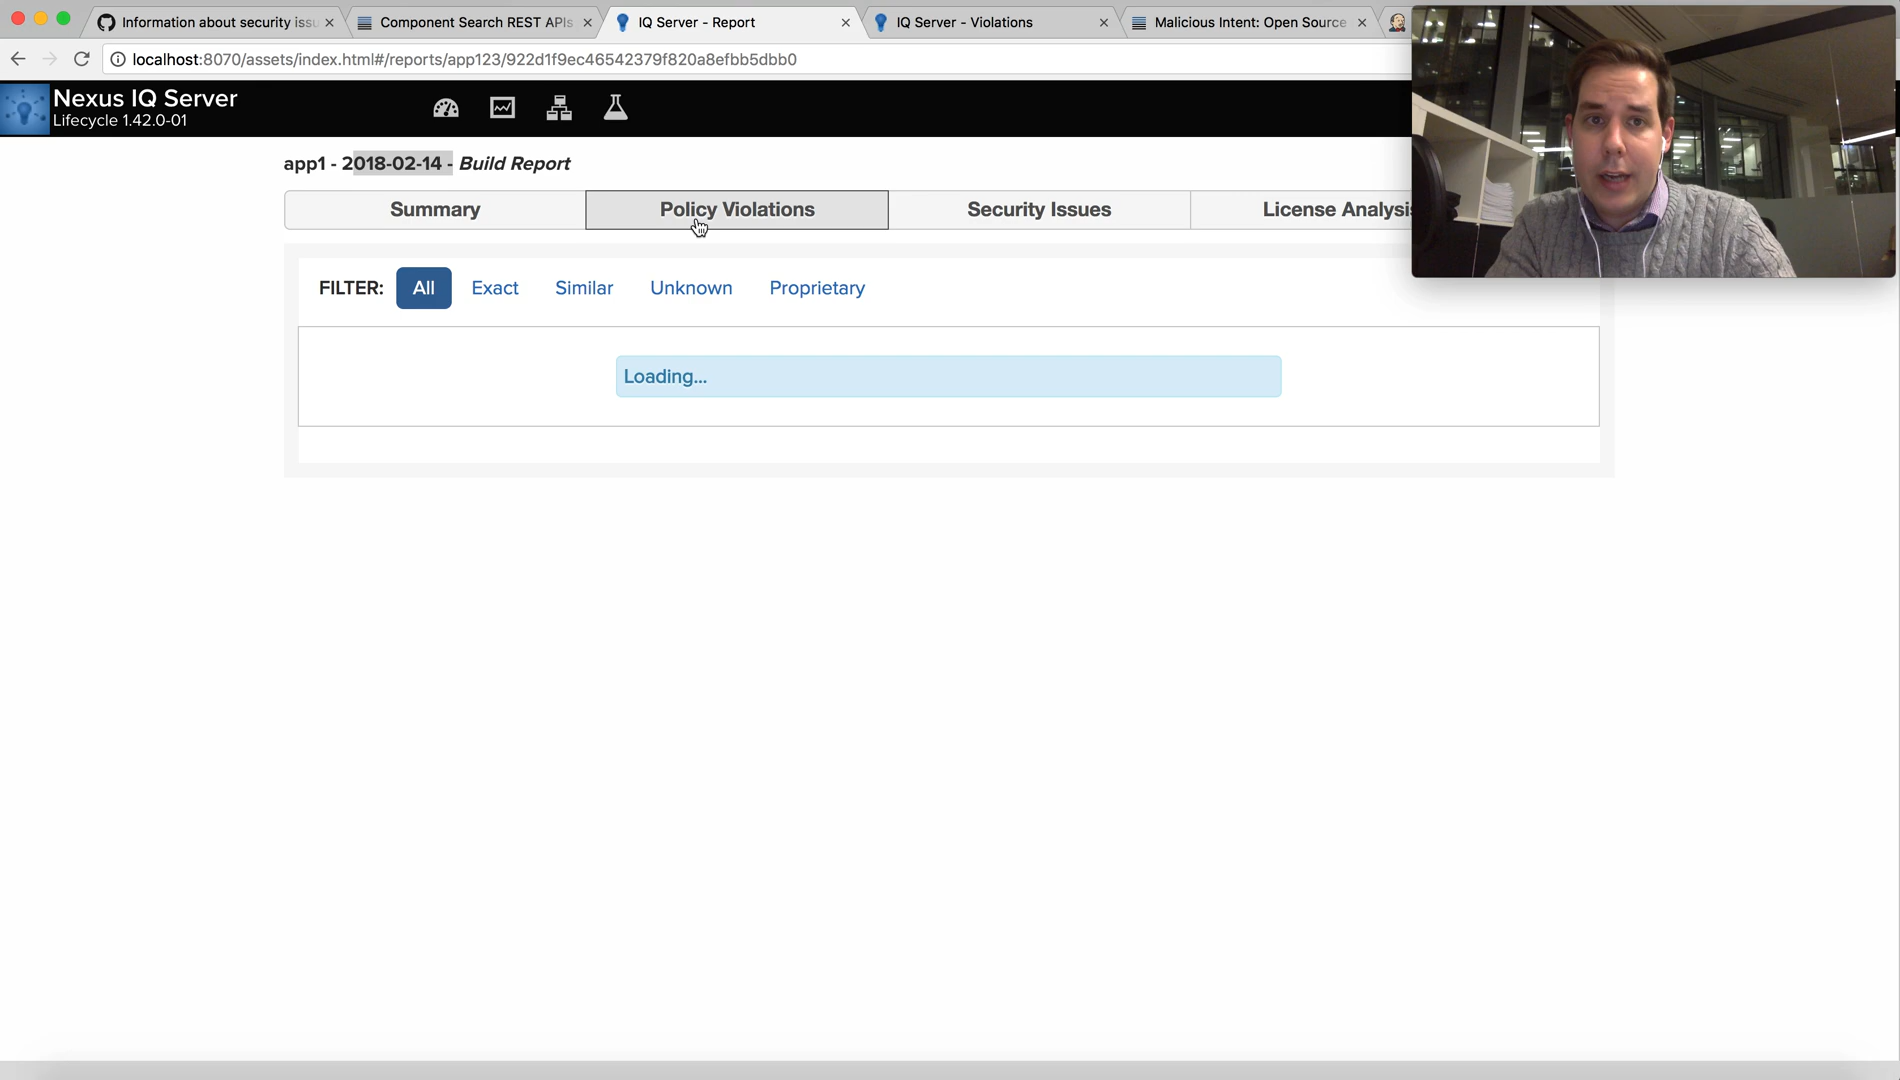 Information about security issu
Component Search REST APIs
IQ Server - Report
IQ Server - Violations
Malicious Intent: Open Source
localhost:8070/assets/index.html#/reports/app123/922d1f9ec46542379f820a8efbb5dbb0
Nexus IQ Server
Lifecycle 1.42.0-01
app1 - 2018-02-14 - Build Report
Summary
Policy Violations
Security Issues
License Analysis
FILTER:
All
Exact
Similar
Unknown
Proprietary
Loading...